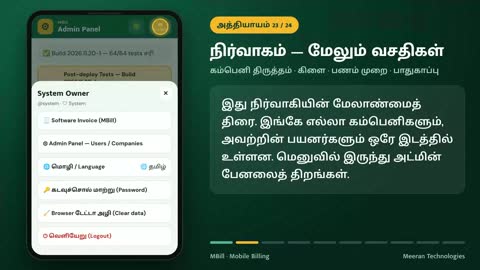 MBill
Admin Panel
✅ Build 2026.11.20-1 — 64/64 tests சரி
Post-deploy Tests — Build
System Owner
×
@system · 🛡 System
🧾 Software Invoice (MBill)
⚙ Admin Panel — Users / Companies
🌐 மொழி / Language 🌐 தமிழ்
🔑 கடவுச்சொல் மாற்று (Password)
🧹 Browser டேட்டா அழி (Clear data)
வெளியேறு (Logout)
அத்தியாயம் 23 / 24
நிர்வாகம் — மேலும் வசதிகள்
கம்பெனி திருத்தம் · கிளை · பணம் முறை · பாதுகாப்பு
இது நிர்வாகியின் மேலாண்மைத்
திரை. இங்கே எல்லா கம்பெனிகளும்,
அவற்றின் பயனர்களும் ஒரே இடத்தில்
உள்ளன. மெனுவில் இருந்து அட்மின்
பேனலைத் திறங்கள்.
MBill · Mobile Billing
Meeran Technologies